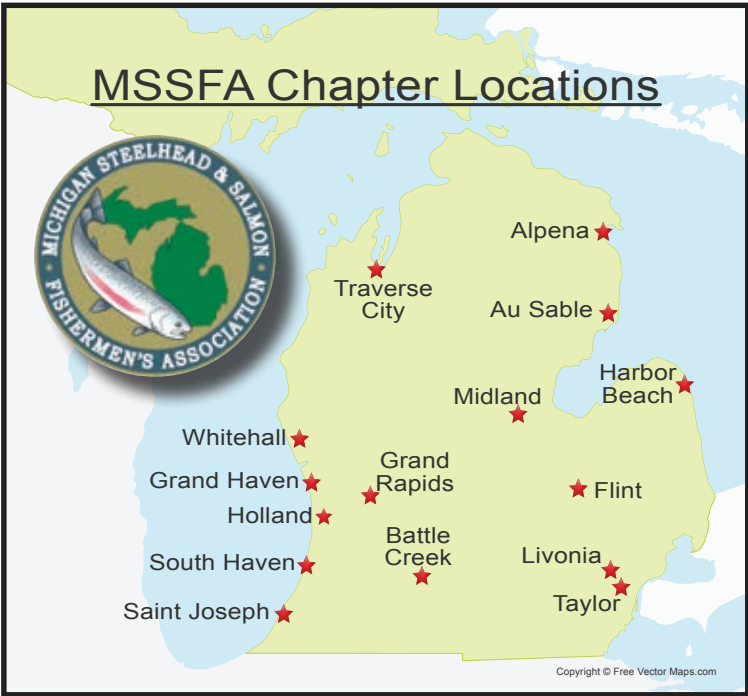 MSSFA Chapter Locations
MICHIGAN STEELHEAD & SALMON
FISHERMEN'S ASSOCIATION
Alpena
Traverse
City
Au Sable
Harbor
Beach
Midland
Whitehall
Grand
Rapids
Grand Haven
Flint
Holland
Battle
Creek
South Haven
Livonia
Taylor
Saint Joseph
Copyright © Free Vector Maps.com